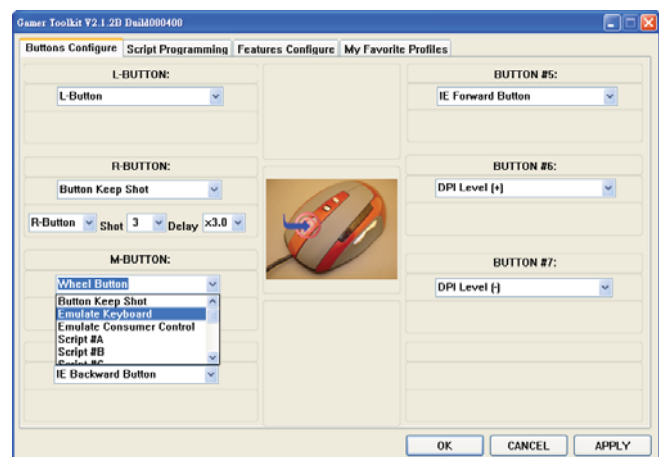 Gamer Toolkit V2.1.2B Build000400
Buttons Configure
Script Programming
Features Configure
My Favorite Profiles
L-BUTTON:
L-Button
R-BUTTON:
Button Keep Shot
R-Button Shot 3 Delay x3.0
M-BUTTON:
Wheel Button
Button Keep Shot
Emulate Keyboard
Emulate Consumer Control
Script #A
Script #B
Script #C
IE Backward Button
BUTTON #5:
IE Forward Button
BUTTON #6:
DPI Level (+)
BUTTON #7:
DPI Level (-)
OK
CANCEL
APPLY